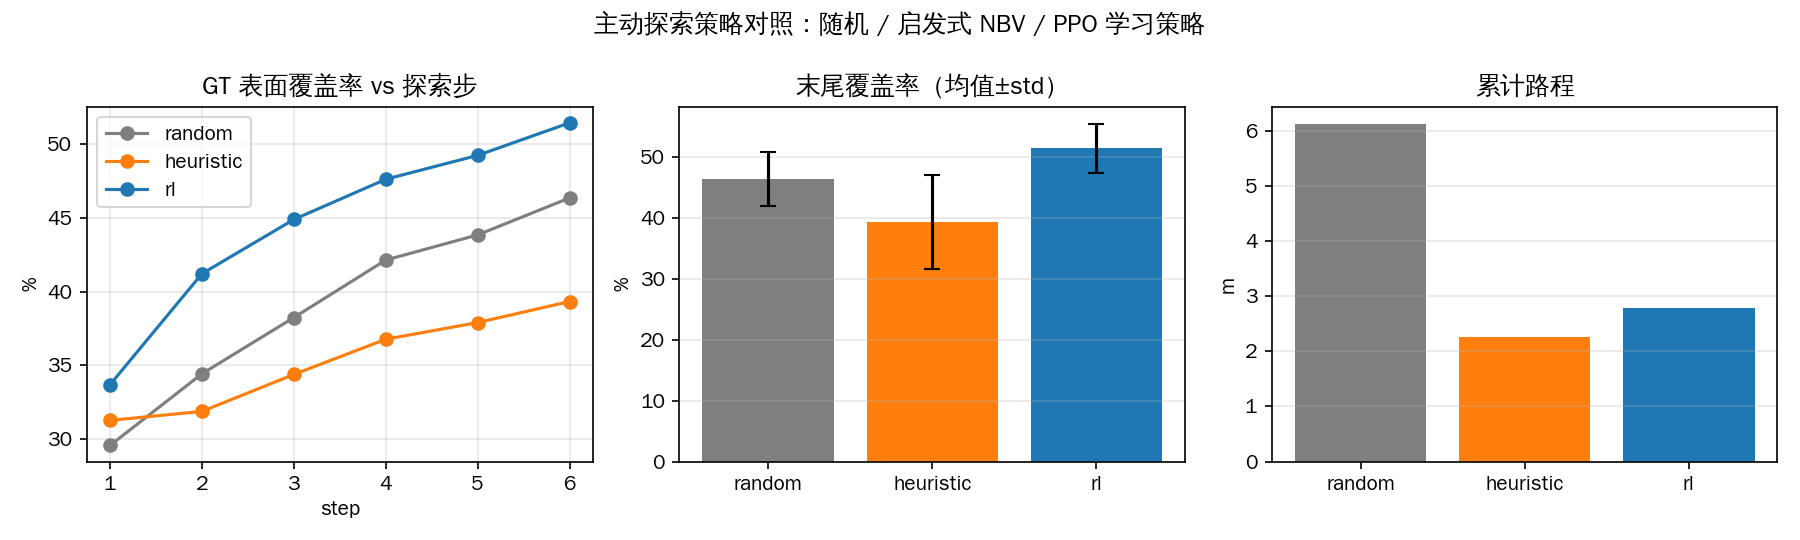 主动探索策略对照：随机 / 启发式 NBV / PPO 学习策略
GT 表面覆盖率 vs 探索步
random
heuristic
rl
50
45
40
35
30
%
1 2 3 4 5 6
step
末尾覆盖率（均值±std）
50
40
30
20
10
0
%
random heuristic rl
累计路程
6
5
4
3
2
1
0
m
random heuristic rl